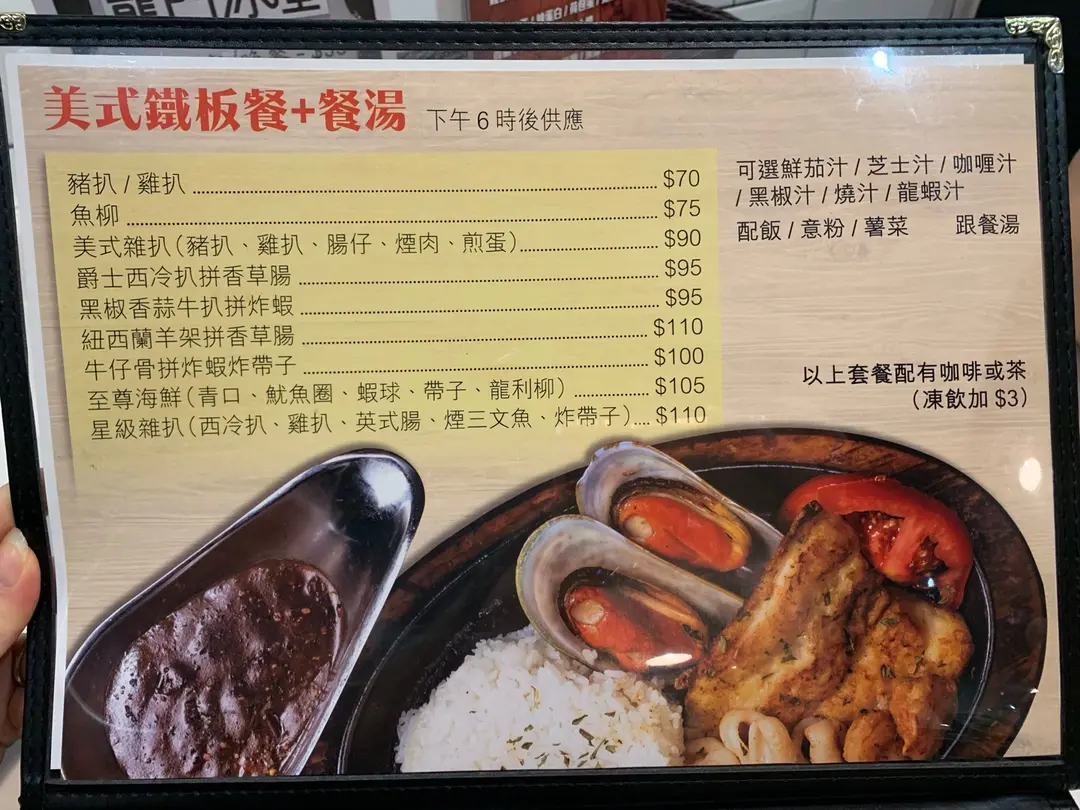 美式鐵板餐+餐湯 下午6時後供應
豬扒 / 雞扒 $70
魚柳 $75
美式雜扒(豬扒、雞扒、腸仔、煙肉、煎蛋) $90
爵士西冷扒拼香草腸 $95
黑椒香蒜牛扒拼炸蝦 $95
紐西蘭羊架拼香草腸 $110
牛仔骨拼炸蝦炸帶子 $100
至尊海鮮(青口、魷魚圈、蝦球、帶子、龍利柳) $105
星級雜扒(西冷扒、雞扒、英式腸、煙三文魚、炸帶子) $110
可選鮮茄汁 / 芝士汁 / 咖喱汁
/ 黑椒汁 / 燒汁 / 龍蝦汁
配飯 / 意粉 / 薯菜 跟餐湯
以上套餐配有咖啡或茶
(凍飲加 $3)